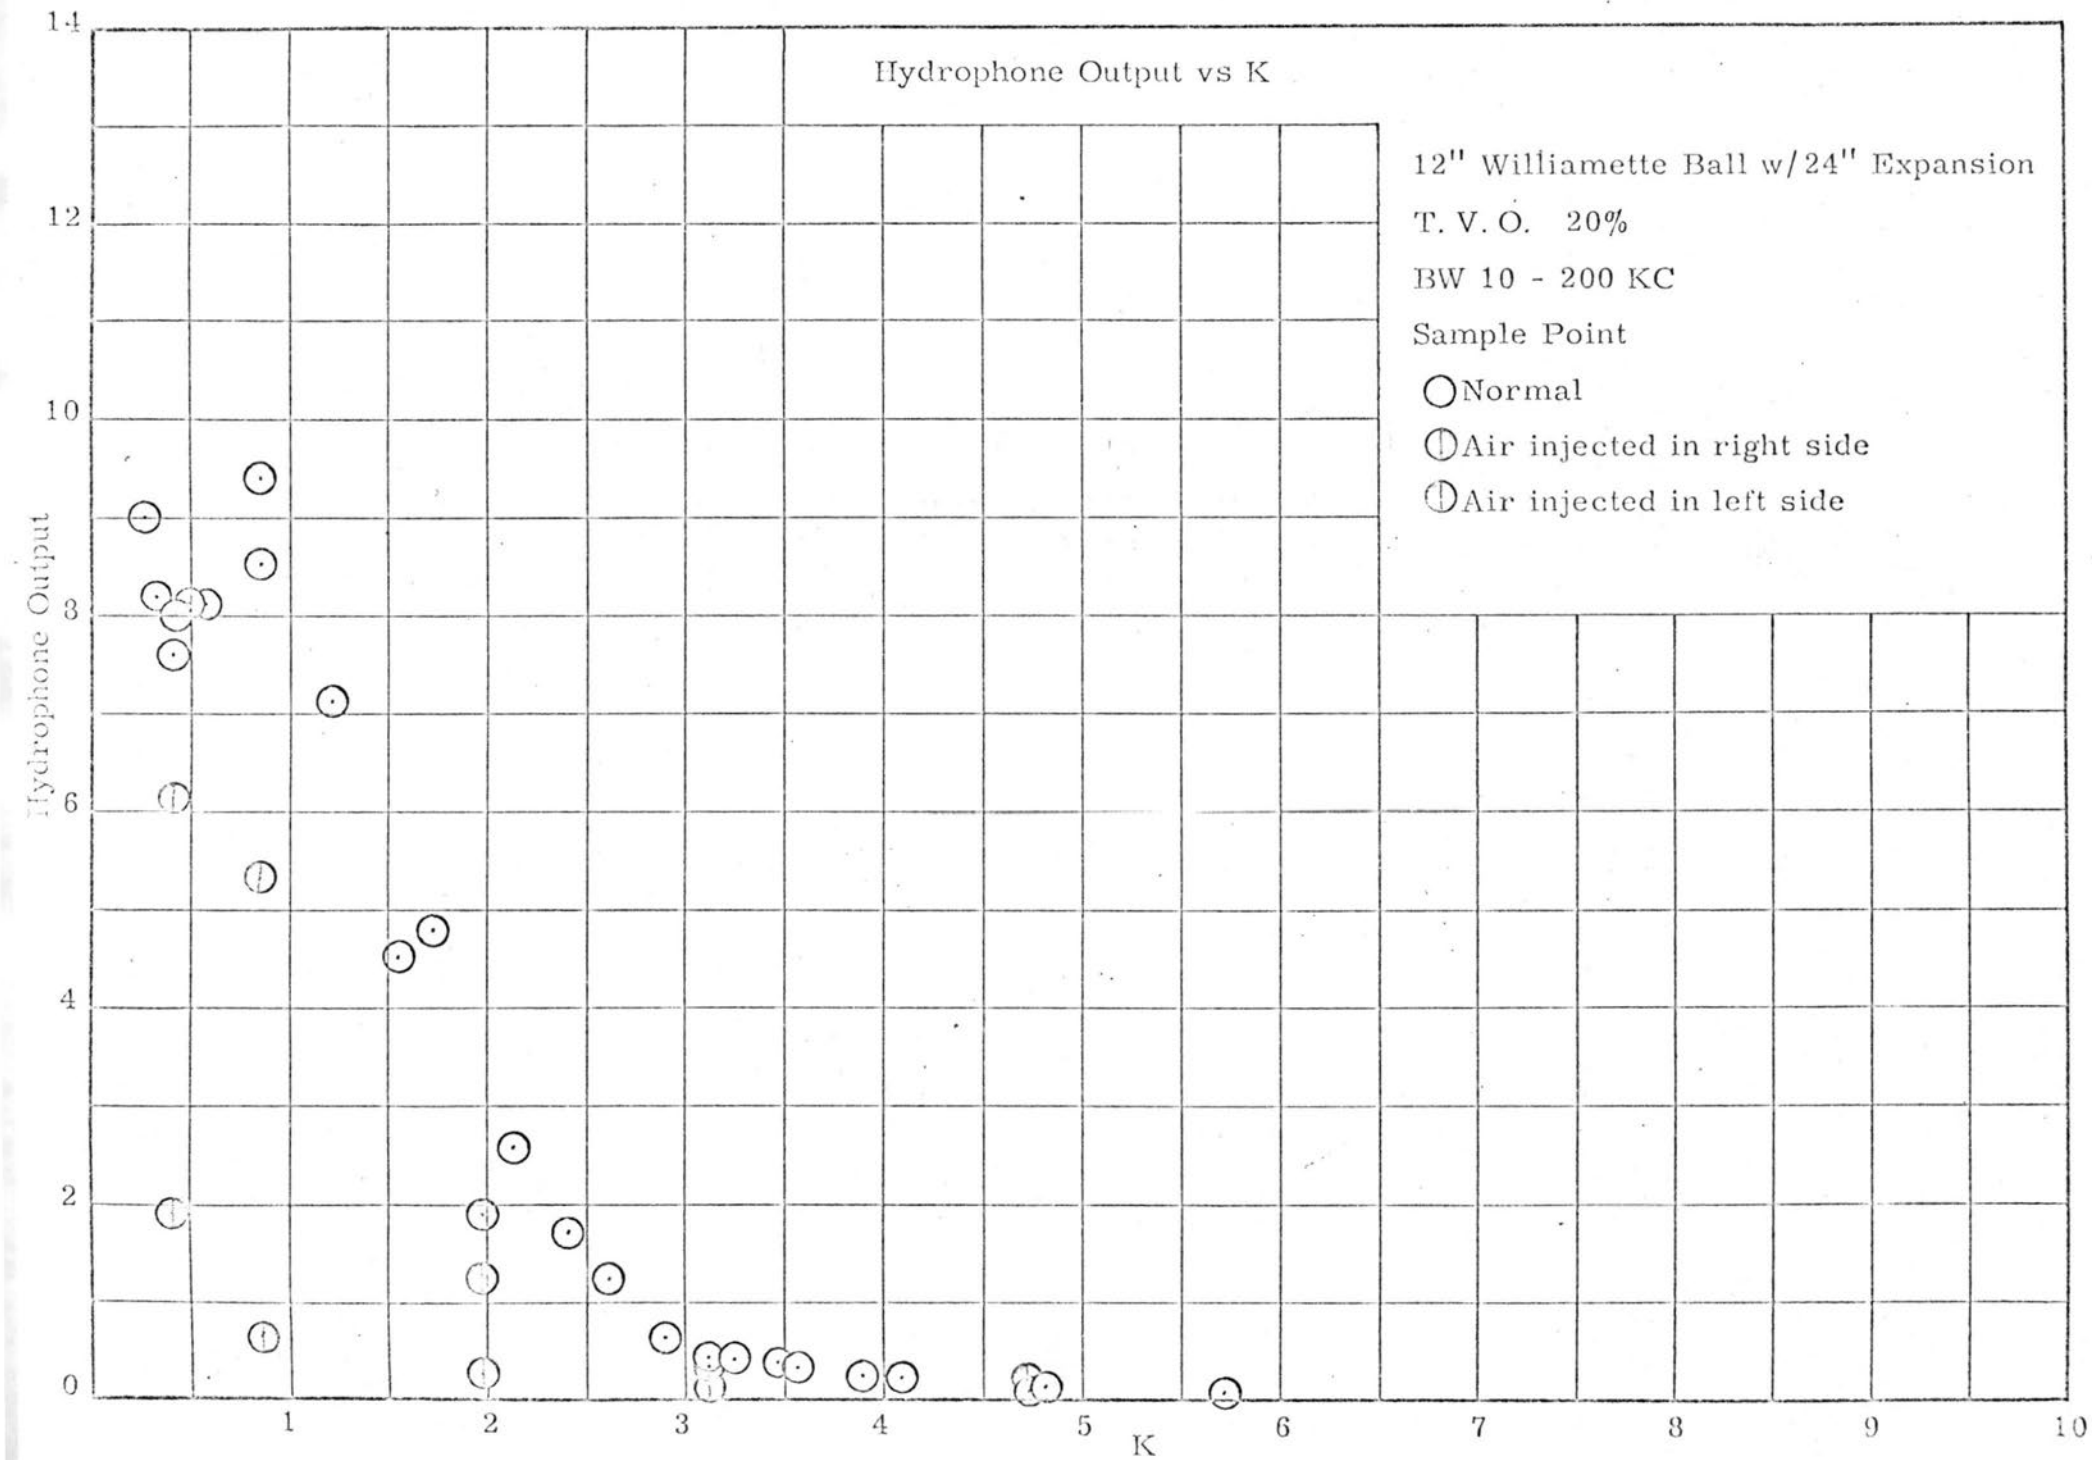 Hydrophone Output vs K
12" Williamette Ball w/24" Expansion
T. V. O. 20%
BW 10 - 200 KC
Sample Point
Normal
Air injected in right side
Air injected in left side
Hydrophone Output
14
12
10
8
6
4
2
0
1 2 3 4 5 6 7 8 9 10
K